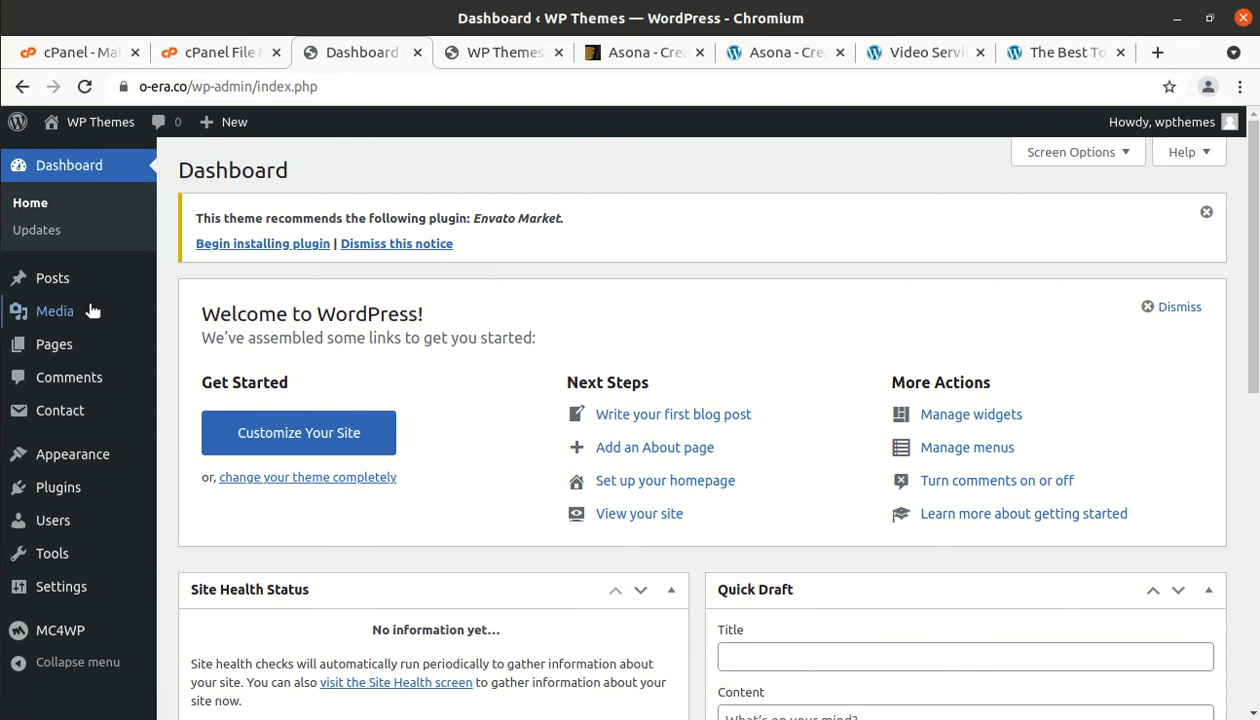 Dashboard ‹ WP Themes — WordPress - Chromium
cPanel - Mai
cPanel File M
Dashboard
WP Themes
Asona - Crea
Asona - Crea
Video Servi
The Best To
o-era.co/wp-admin/index.php
WP Themes
0
New
Howdy, wpthemes
Dashboard
Home
Updates
Posts
Media
Pages
Comments
Contact
Appearance
Plugins
Users
Tools
Settings
MC4WP
Collapse menu
Screen Options
Help
Dashboard
This theme recommends the following plugin: Envato Market.
Begin installing plugin | Dismiss this notice
Welcome to WordPress!
We've assembled some links to get you started:
Dismiss
Get Started
Customize Your Site
or, change your theme completely
Next Steps
Write your first blog post
Add an About page
Set up your homepage
View your site
More Actions
Manage widgets
Manage menus
Turn comments on or off
Learn more about getting started
Site Health Status
No information yet...
Site health checks will automatically run periodically to gather information about
your site. You can also visit the Site Health screen to gather information about your
site now.
Quick Draft
Title
Content
What's on your mind?